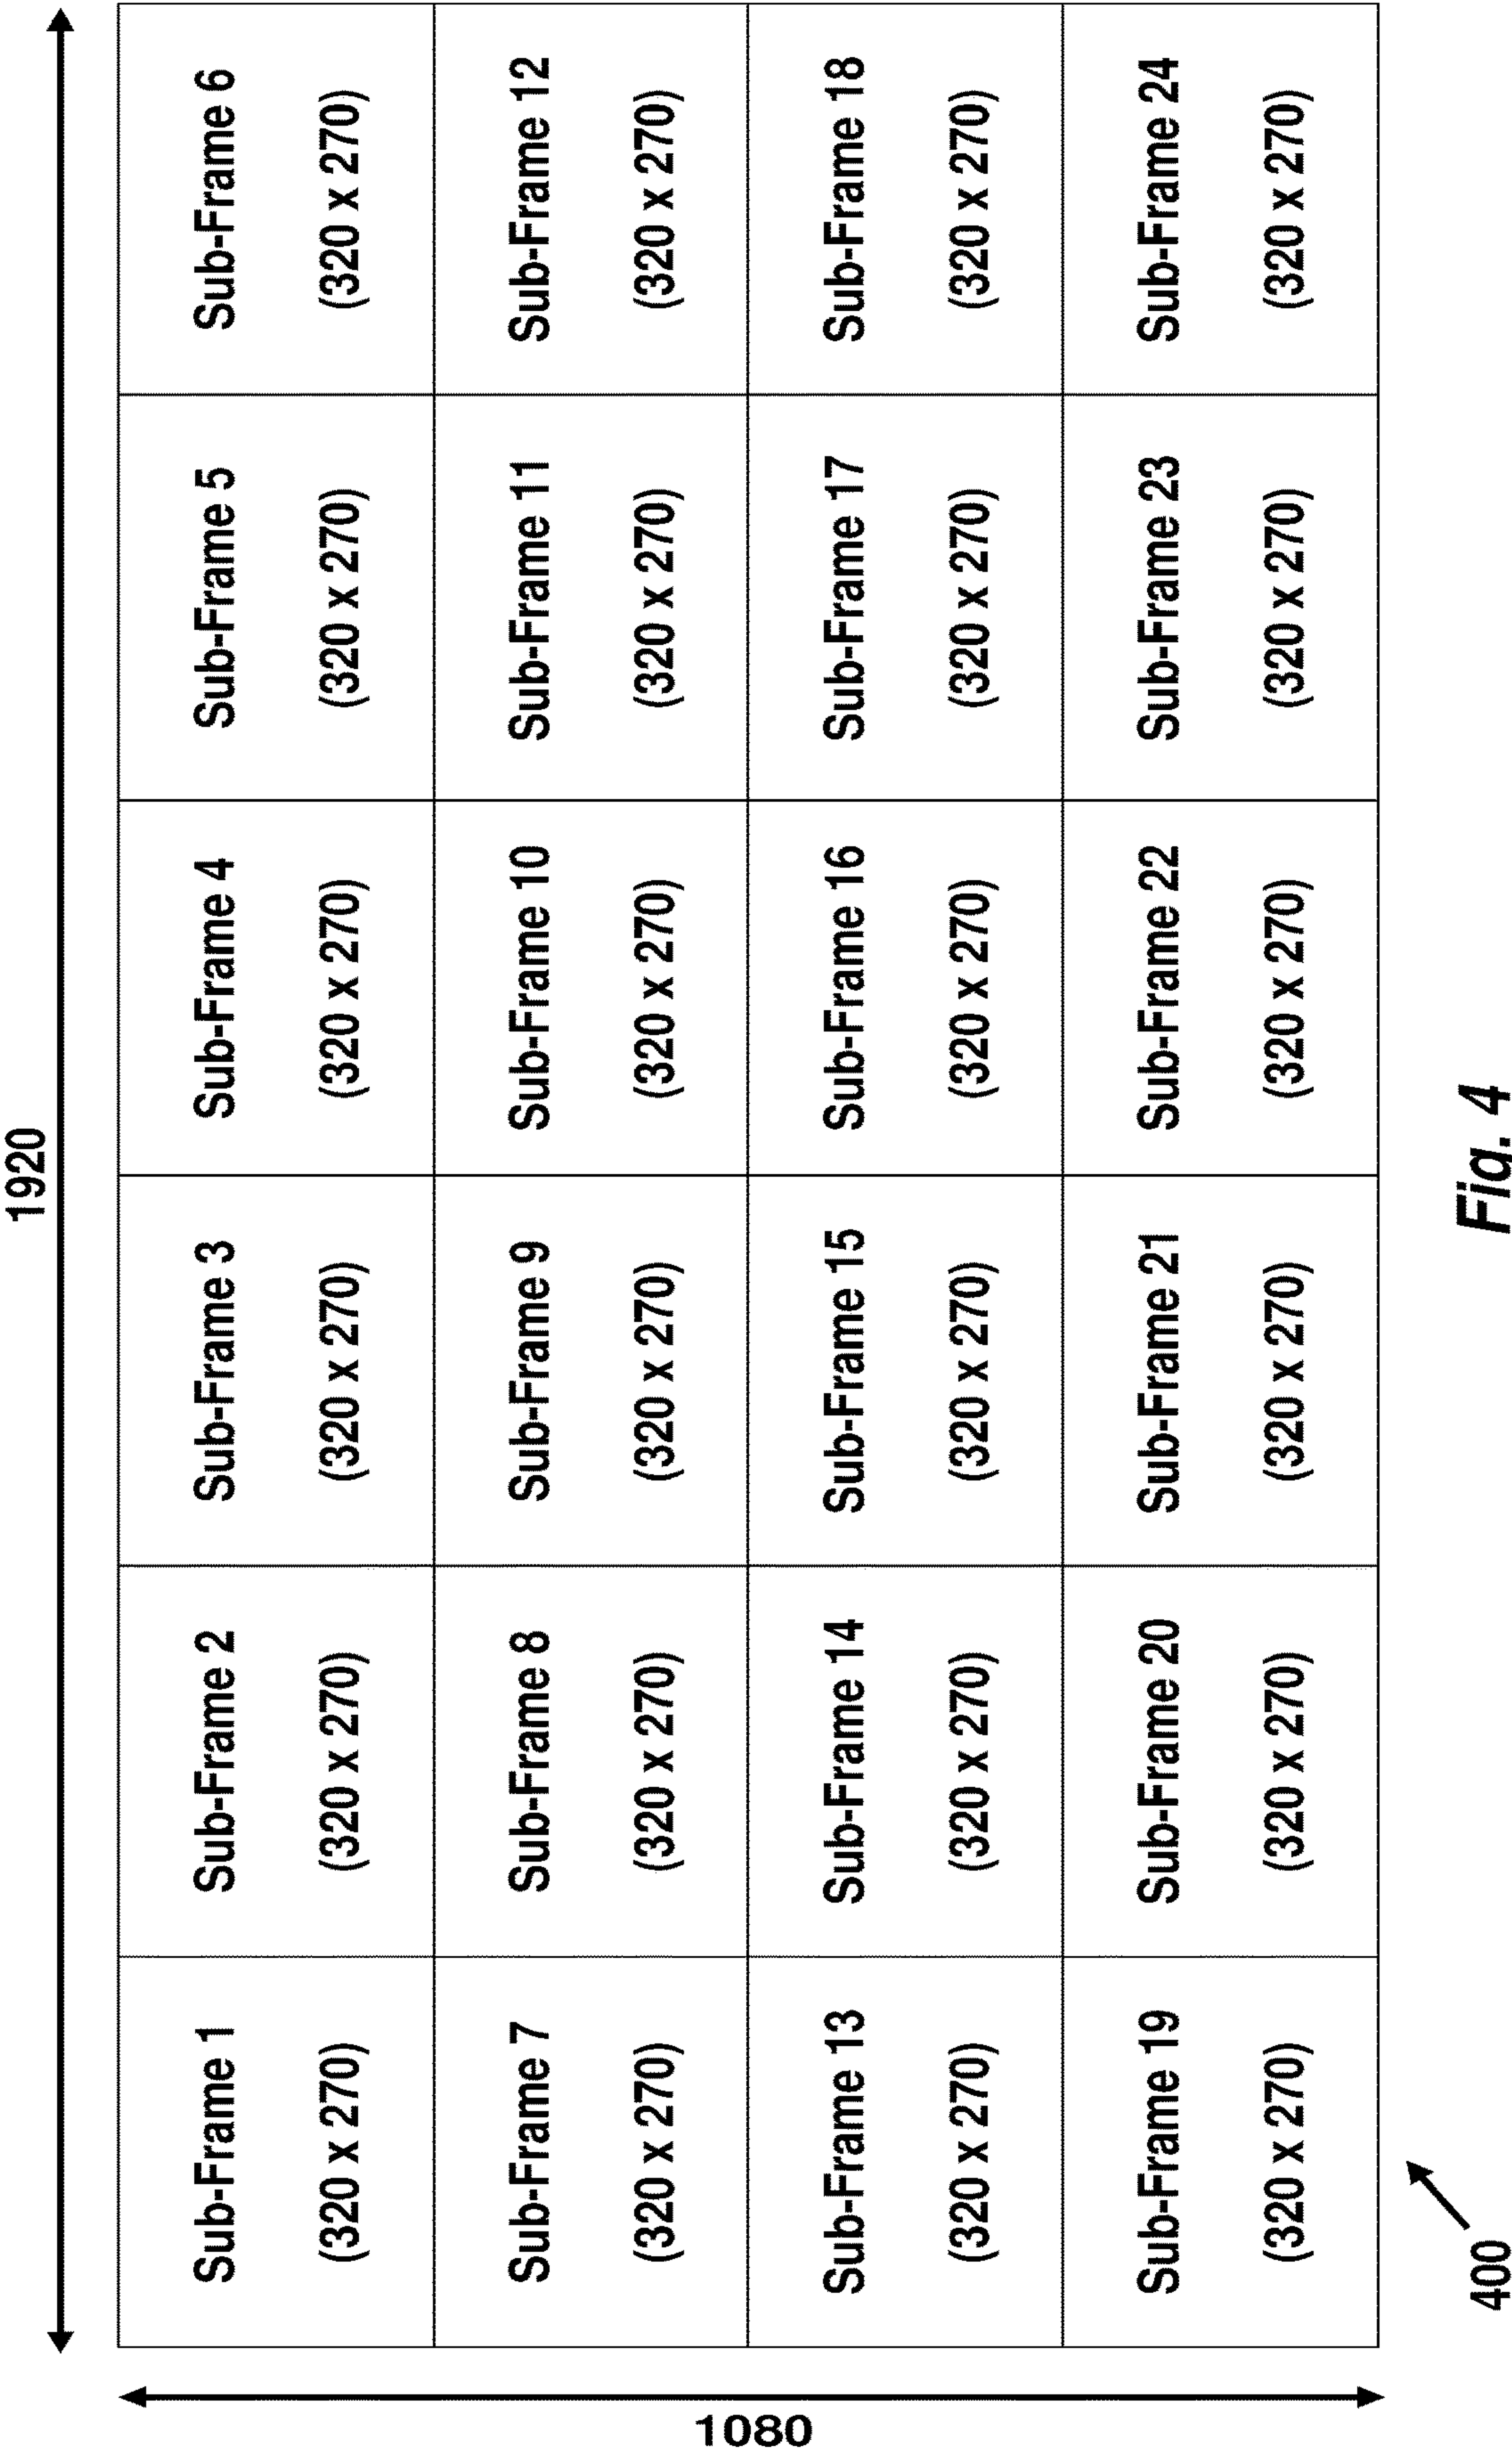 1920
1080
Sub-Frame 1
(320 x 270)
Sub-Frame 2
(320 x 270)
Sub-Frame 3
(320 x 270)
Sub-Frame 4
(320 x 270)
Sub-Frame 5
(320 x 270)
Sub-Frame 6
(320 x 270)
Sub-Frame 7
(320 x 270)
Sub-Frame 8
(320 x 270)
Sub-Frame 9
(320 x 270)
Sub-Frame 10
(320 x 270)
Sub-Frame 11
(320 x 270)
Sub-Frame 12
(320 x 270)
Sub-Frame 13
(320 x 270)
Sub-Frame 14
(320 x 270)
Sub-Frame 15
(320 x 270)
Sub-Frame 16
(320 x 270)
Sub-Frame 17
(320 x 270)
Sub-Frame 18
(320 x 270)
Sub-Frame 19
(320 x 270)
Sub-Frame 20
(320 x 270)
Sub-Frame 21
(320 x 270)
Sub-Frame 22
(320 x 270)
Sub-Frame 23
(320 x 270)
Sub-Frame 24
(320 x 270)
400
Fig. 4